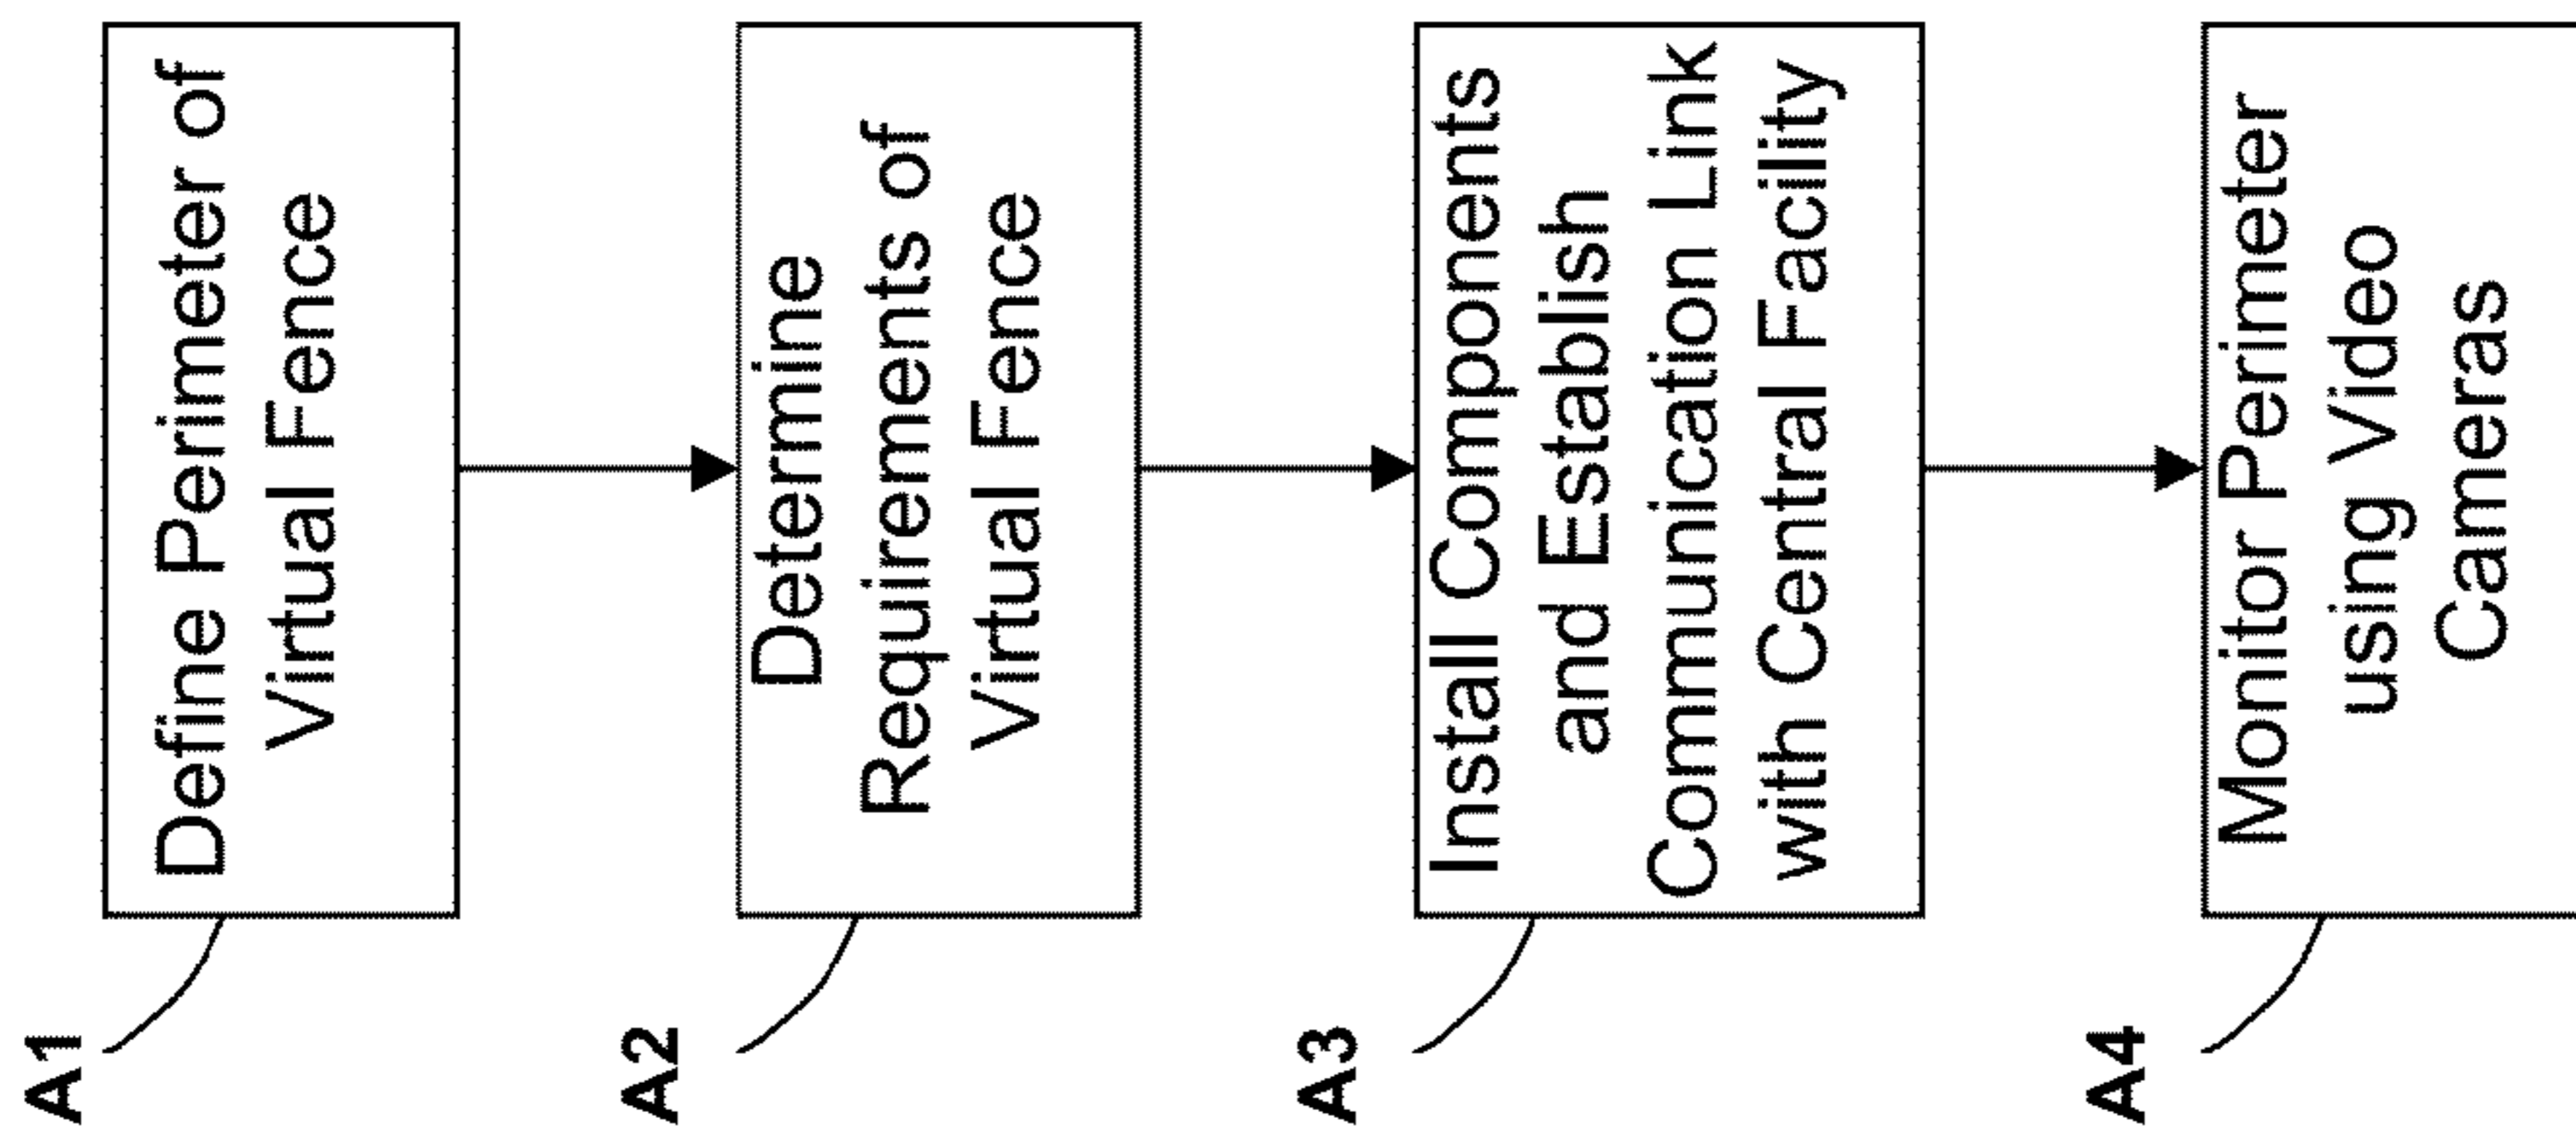 A1
Define Perimeter of
Virtual Fence
A2
Determine
Requirements of
Virtual Fence
A3
Install Components
and Establish
Communication Link
with Central Facility
A4
Monitor Perimeter
using Video
Cameras